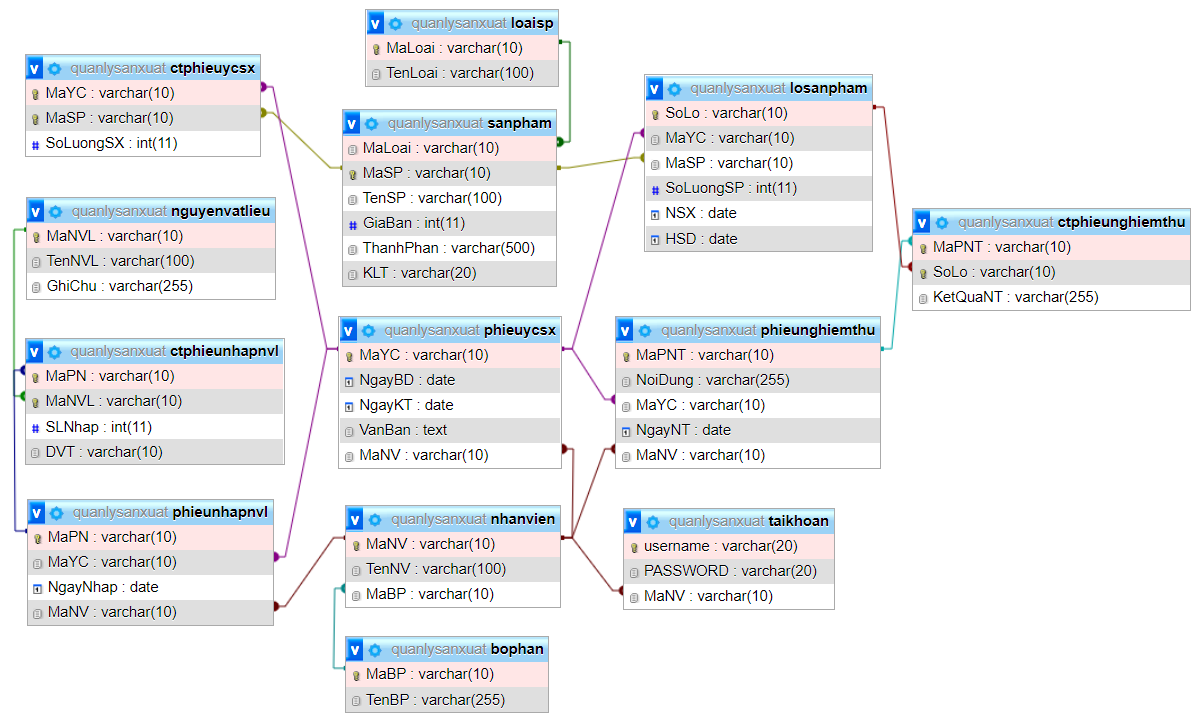 quanlysanxuat loaisp
MaLoai : varchar(10)
TenLoai : varchar(100)
quanlysanxuat ctphieuycsx
MaYC : varchar(10)
MaSP : varchar(10)
SoLuongSX : int(11)
quanlysanxuat sanpham
MaLoai : varchar(10)
MaSP : varchar(10)
TenSP : varchar(100)
GiaBan : int(11)
ThanhPhan : varchar(500)
KLT : varchar(20)
quanlysanxuat losanpham
SoLo : varchar(10)
MaYC : varchar(10)
MaSP : varchar(10)
SoLuongSP : int(11)
NSX : date
HSD : date
quanlysanxuat nguyenvatlieu
MaNVL : varchar(10)
TenNVL : varchar(100)
GhiChu : varchar(255)
quanlysanxuat ctphieunghiemthu
MaPNT : varchar(10)
SoLo : varchar(10)
KetQuaNT : varchar(255)
quanlysanxuat ctphieunhapnvl
MaPN : varchar(10)
MaNVL : varchar(10)
SLNhap : int(11)
DVT : varchar(10)
quanlysanxuat phieuycsx
MaYC : varchar(10)
NgayBD : date
NgayKT : date
VanBan : text
MaNV : varchar(10)
quanlysanxuat phieunghiemthu
MaPNT : varchar(10)
NoiDung : varchar(255)
MaYC : varchar(10)
NgayNT : date
MaNV : varchar(10)
quanlysanxuat phieunhapnvl
MaPN : varchar(10)
MaYC : varchar(10)
NgayNhap : date
MaNV : varchar(10)
quanlysanxuat nhanvien
MaNV : varchar(10)
TenNV : varchar(100)
MaBP : varchar(10)
quanlysanxuat taikhoan
username : varchar(20)
PASSWORD : varchar(20)
MaNV : varchar(10)
quanlysanxuat bophan
MaBP : varchar(10)
TenBP : varchar(255)